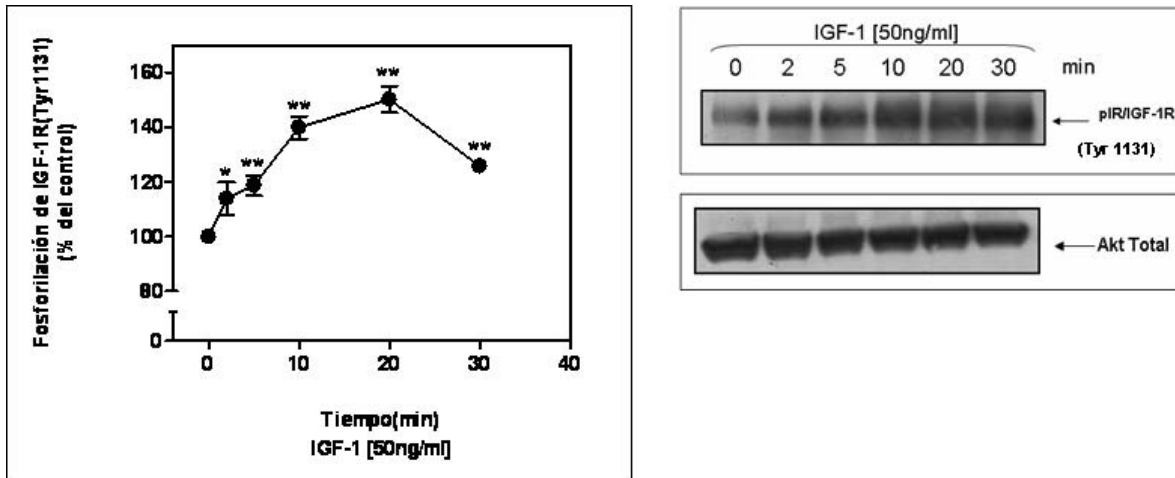 Fosforilación de IGF-1R(Tyr1131)
(% del control)
160
140
120
100
80
0
*
**
**
**
**
0 10 20 30 40
Tiempo(min)
IGF-1 [50ng/ml]
IGF-1 [50ng/ml]
0 2 5 10 20 30 min
pIR/IGF-1R
(Tyr 1131)
Akt Total